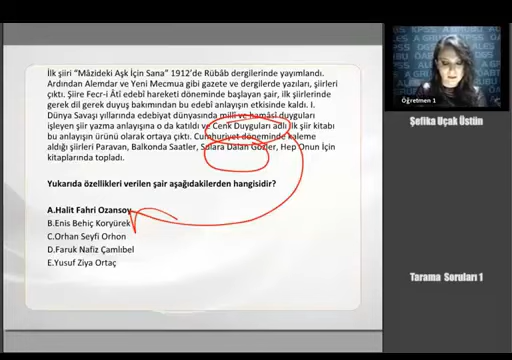 İlk şiiri "Mâzideki Aşk İçin Sana" 1912'de Rübâb dergilerinde yayımlandı.
Ardından Alemdar ve Yeni Mecmua gibi gazete ve dergilerde yazıları, şiirleri
çıktı. Şiire Fecr-i Âtî edebî hareketi döneminde başlayan şair, ilk şiirlerinde
gerek dil gerek duyuş bakımından bu edebî anlayışın etkisinde kaldı. I.
Dünya Savaşı yıllarında edebiyat dünyasında millî ve hamâsî duyguları
işleyen şiir yazma anlayışına o da katıldı ve Cenk Duyguları adlı ilk şiir kitabı
bu anlayışın ürünü olarak ortaya çıktı. Cumhuriyet döneminde kaleme
aldığı şiirleri Paravan, Balkonda Saatler, Sulara Dalan Gözler, Hep Onun İçin
kitaplarında topladı.
Yukarıda özellikleri verilen şair aşağıdakilerden hangisidir?
A.Halit Fahri Ozansoy
B.Enis Behiç Koryürek
C.Orhan Seyfi Orhon
D.Faruk Nafiz Çamlıbel
E.Yusuf Ziya Ortaç
Öğretmen 1
Şefika Uçak Üstün
Tarama Soruları 1